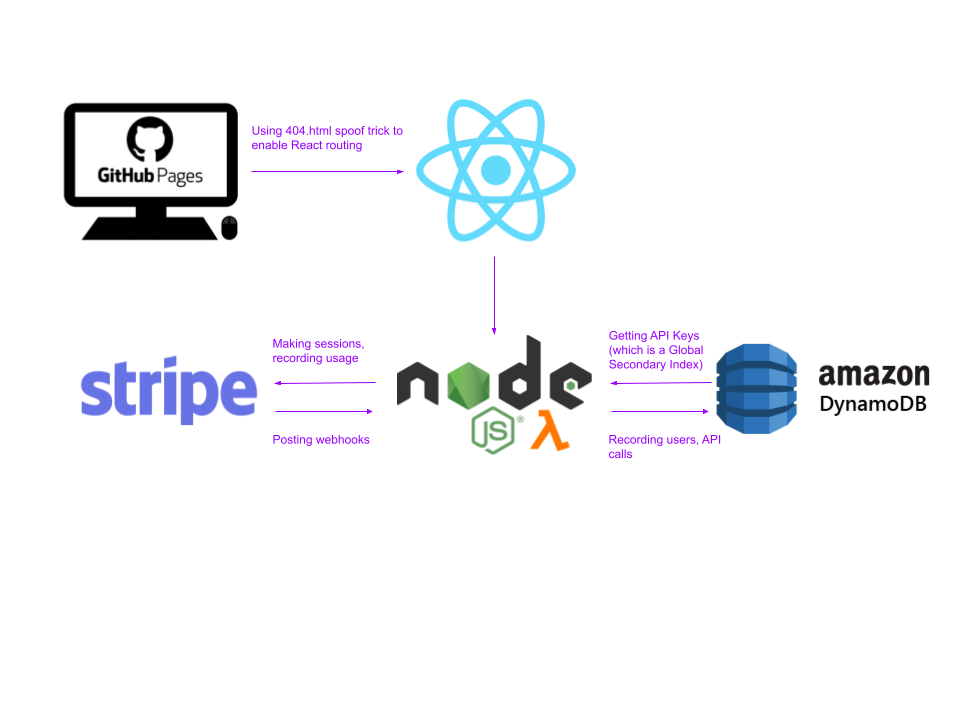 Using 404.html spoof trick to
enable React routing
GitHub Pages
Making sessions,
recording usage
Getting API Keys
(which is a Global
Secondary Index)
stripe
node
JS
®
amazon
DynamoDB
Posting webhooks
Recording users, API
calls